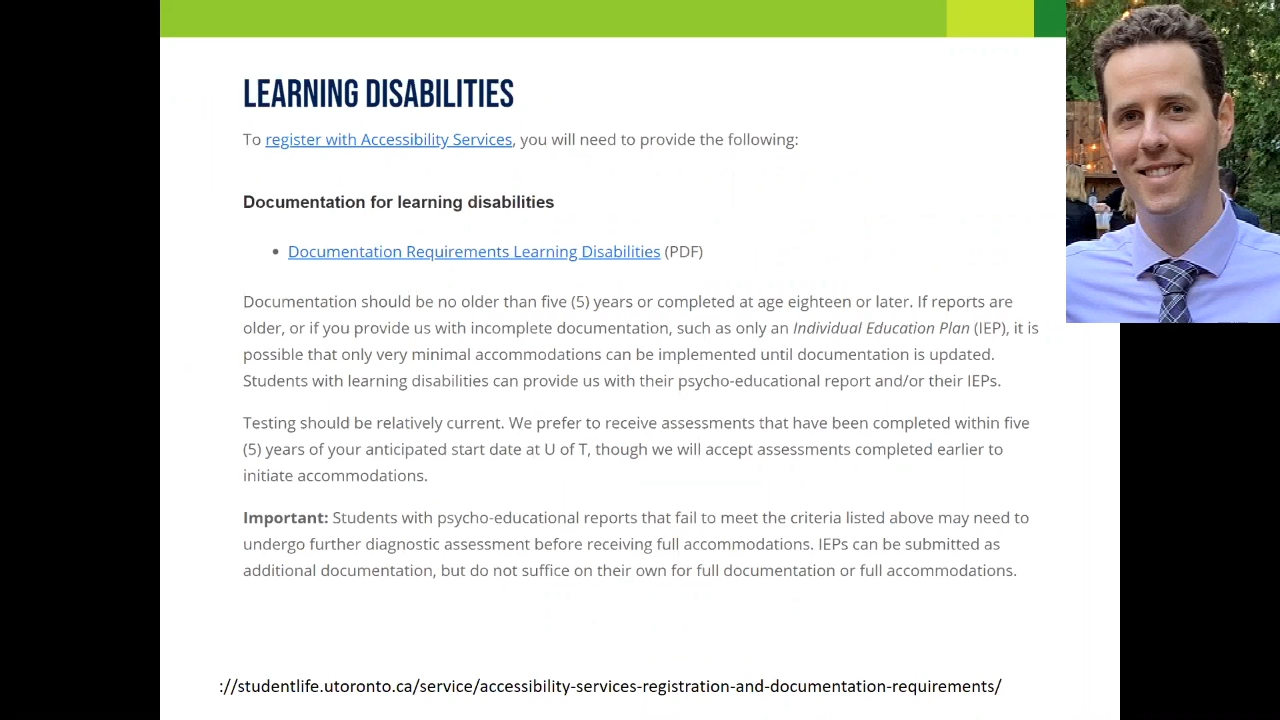 LEARNING DISABILITIES
To register with Accessibility Services, you will need to provide the following:
Documentation for learning disabilities
• Documentation Requirements Learning Disabilities (PDF)
Documentation should be no older than five (5) years or completed at age eighteen or later. If reports are
older, or if you provide us with incomplete documentation, such as only an Individual Education Plan (IEP), it is
possible that only very minimal accommodations can be implemented until documentation is updated.
Students with learning disabilities can provide us with their psycho-educational report and/or their IEPs.
Testing should be relatively current. We prefer to receive assessments that have been completed within five
(5) years of your anticipated start date at U of T, though we will accept assessments completed earlier to
initiate accommodations.
Important: Students with psycho-educational reports that fail to meet the criteria listed above may need to
undergo further diagnostic assessment before receiving full accommodations. IEPs can be submitted as
additional documentation, but do not suffice on their own for full documentation or full accommodations.
://studentlife.utoronto.ca/service/accessibility-services-registration-and-documentation-requirements/